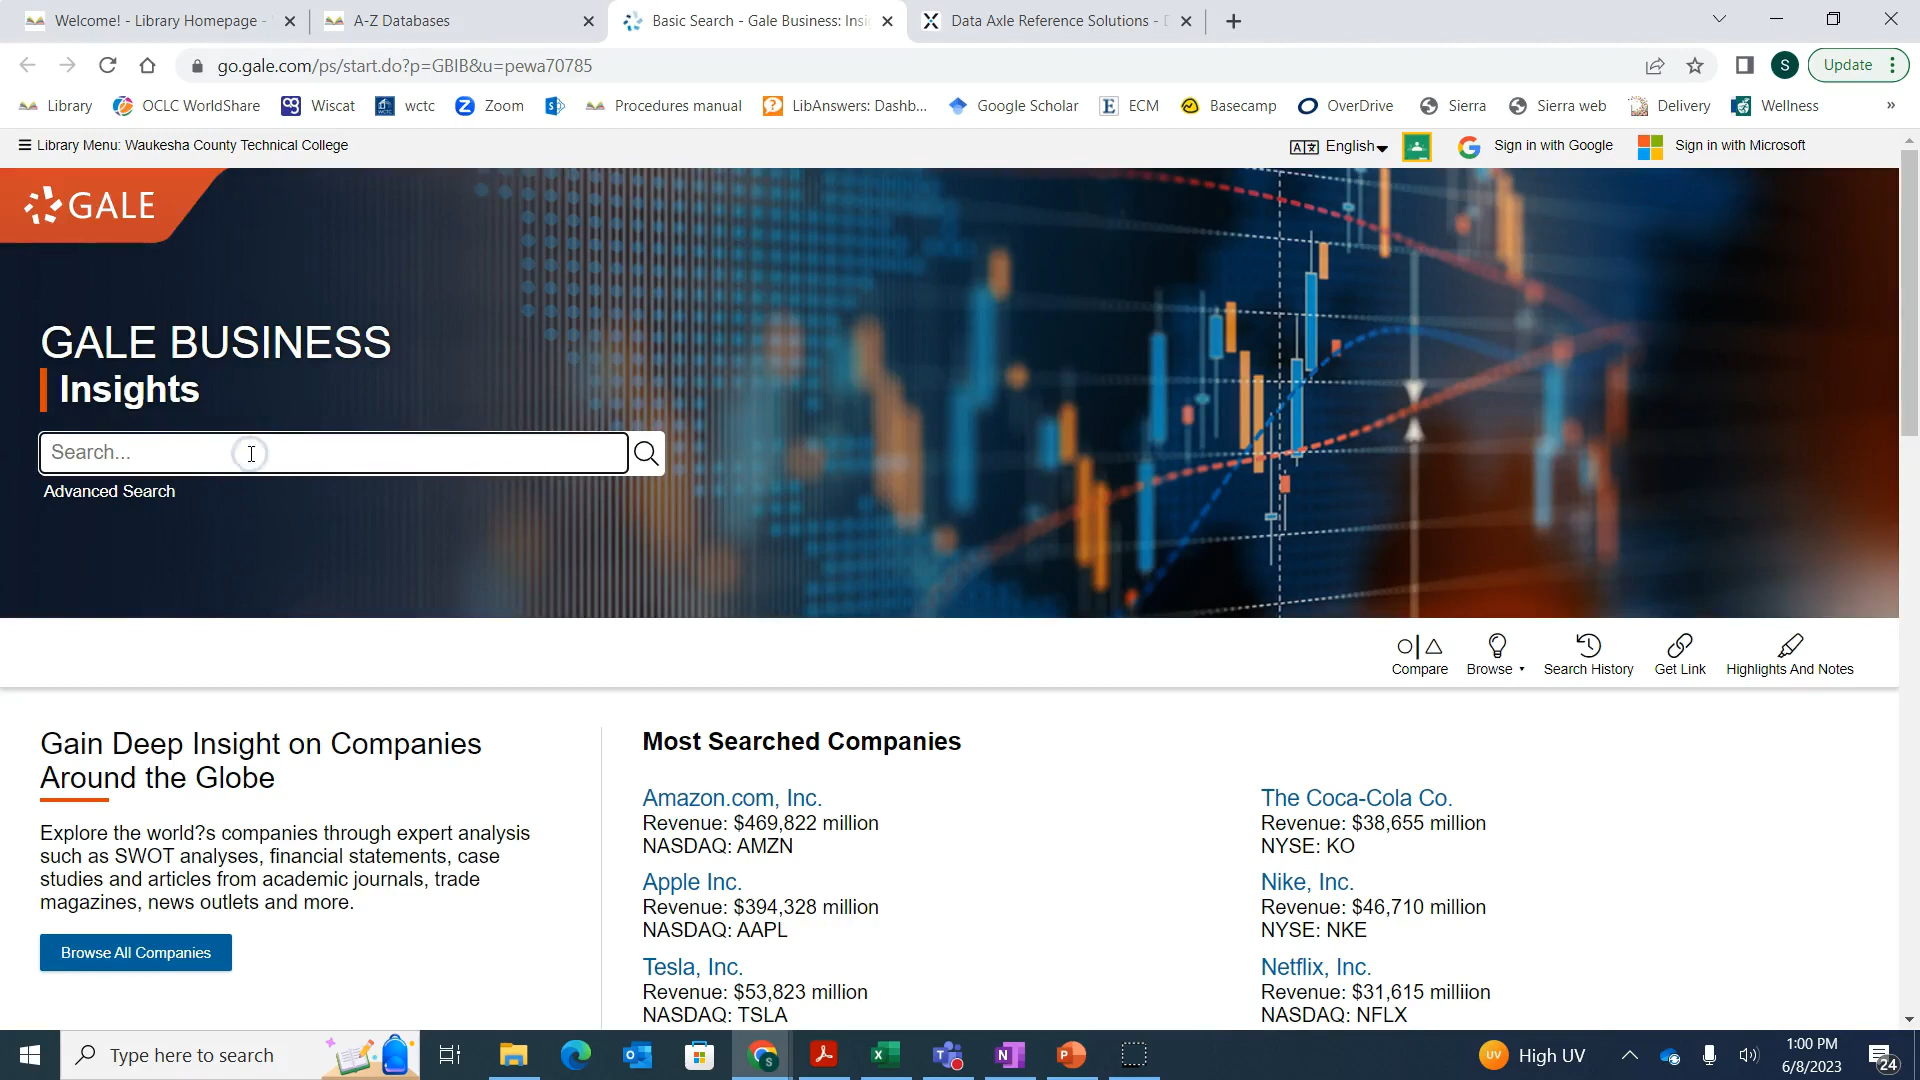 Welcome! - Library Homepage -
A-Z Databases
Basic Search - Gale Business: Insi
Data Axle Reference Solutions -
go.gale.com/ps/start.do?p=GBIB&u=pewa70785
S
Update
Library
OCLC WorldShare
Wiscat
wctc
Zoom
Procedures manual
LibAnswers: Dashb...
Google Scholar
ECM
Basecamp
OverDrive
Sierra
Sierra web
Delivery
Wellness
»
Library Menu: Waukesha County Technical College
English
Sign in with Google
Sign in with Microsoft
GALE
GALE BUSINESS
Insights
Search...
Advanced Search
Compare
Browse
Search History
Get Link
Highlights And Notes
Gain Deep Insight on Companies
Around the Globe
Explore the world?s companies through expert analysis
such as SWOT analyses, financial statements, case
studies and articles from academic journals, trade
magazines, news outlets and more.
Browse All Companies
Most Searched Companies
Amazon.com, Inc.
Revenue: $469,822 million
NASDAQ: AMZN
Apple Inc.
Revenue: $394,328 million
NASDAQ: AAPL
Tesla, Inc.
Revenue: $53,823 million
NASDAQ: TSLA
The Coca-Cola Co.
Revenue: $38,655 million
NYSE: KO
Nike, Inc.
Revenue: $46,710 million
NYSE: NKE
Netflix, Inc.
Revenue: $31,615 milliion
NASDAQ: NFLX
Type here to search
UV
High UV
1:00 PM
6/8/2023
24